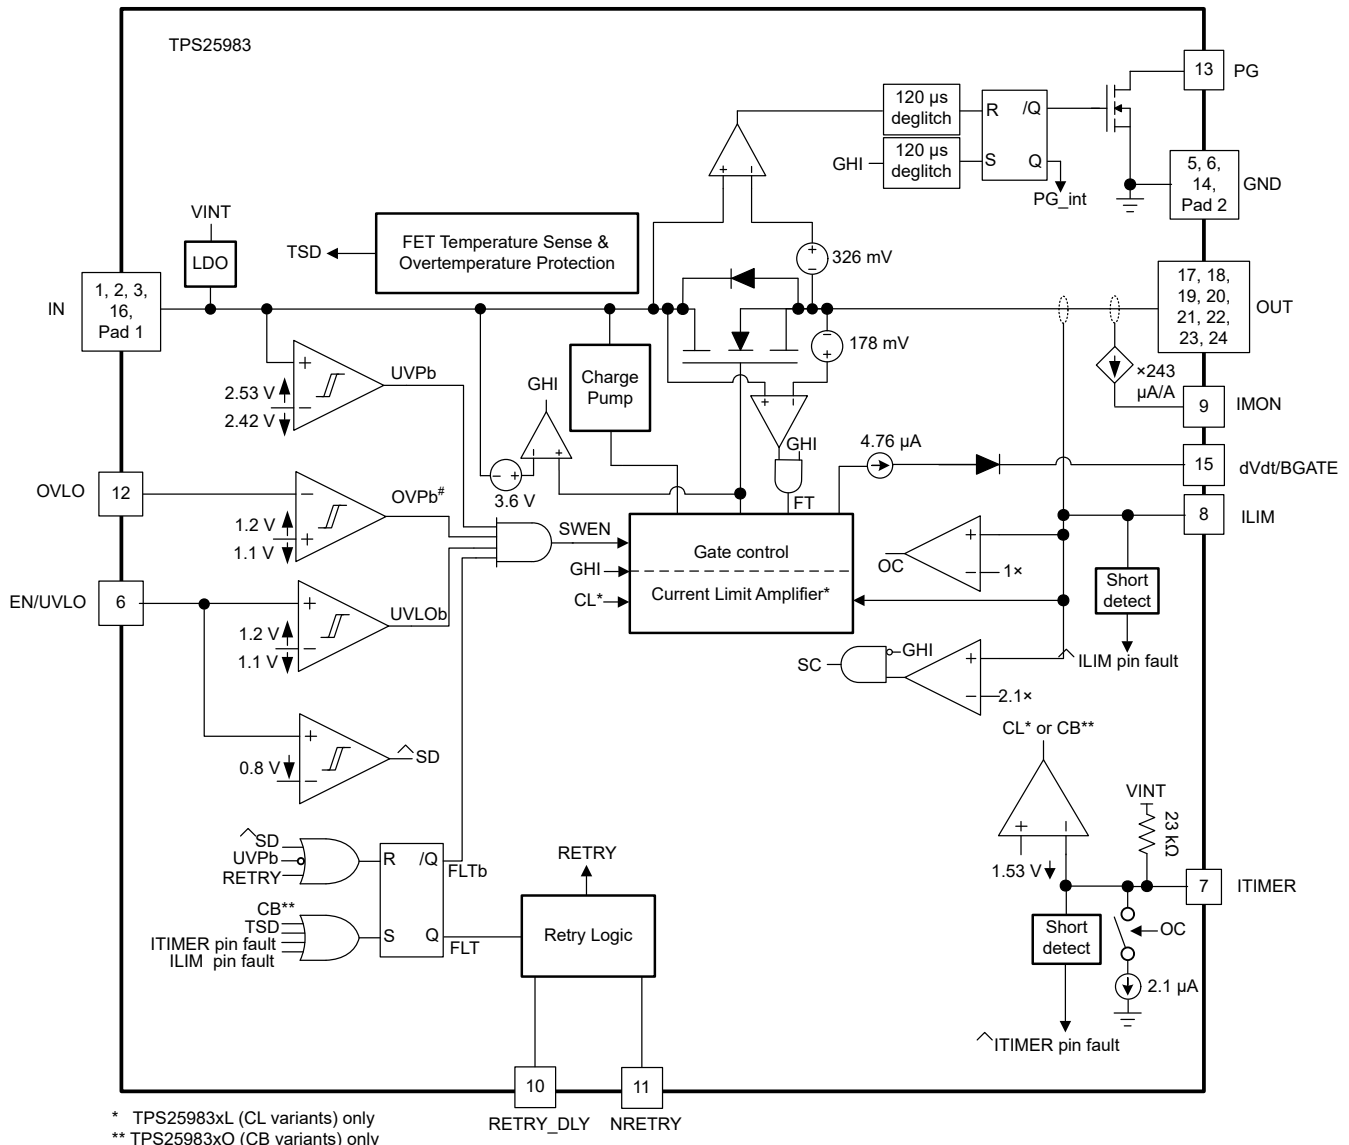 TPS25983
13
PG
120 µs
deglitch
R
/Q
GHI
120 µs
deglitch
S
Q
PG_int
5, 6,
14,
Pad 2
GND
VINT
LDO
TSD
FET Temperature Sense &
Overtemperature Protection
+
−
+
−
326 mV
IN
1, 2, 3,
16,
Pad 1
17, 18,
19, 20,
21, 22,
23, 24
OUT
−
+
178 mV
+
2.53 V
−
2.42 V
UVPb
GHI
Charge
Pump
+
−
GHI
×243
µA/A
9
IMON
4.76 µA
15
dVdt/BGATE
OVLO
12
−
1.2 V
+
1.1 V
OVPb#
−
+
3.6 V
−
+
FT
8
ILIM
SWEN
Gate control
GHI
Current Limit Amplifier*
CL*
OC
+
−
1×
Short
detect
^ILIM pin fault
EN/UVLO
6
+
1.2 V
−
1.1 V
UVLOb
SC
GHI
+
−
2.1×
+
0.8 V
−
^SD
CL* or CB**
+
−
1.53 V
VINT
23 kΩ
7
ITIMER
Short
detect
OC
2.1 µA
^ITIMER pin fault
^SD
UVPb
RETRY
R
/Q
FLTb
CB**
TSD
ITIMER pin fault
ILIM pin fault
S
Q
FLT
RETRY
Retry Logic
10
RETRY_DLY
11
NRETRY
* TPS25983xL (CL variants) only
** TPS25983xO (CB variants) only